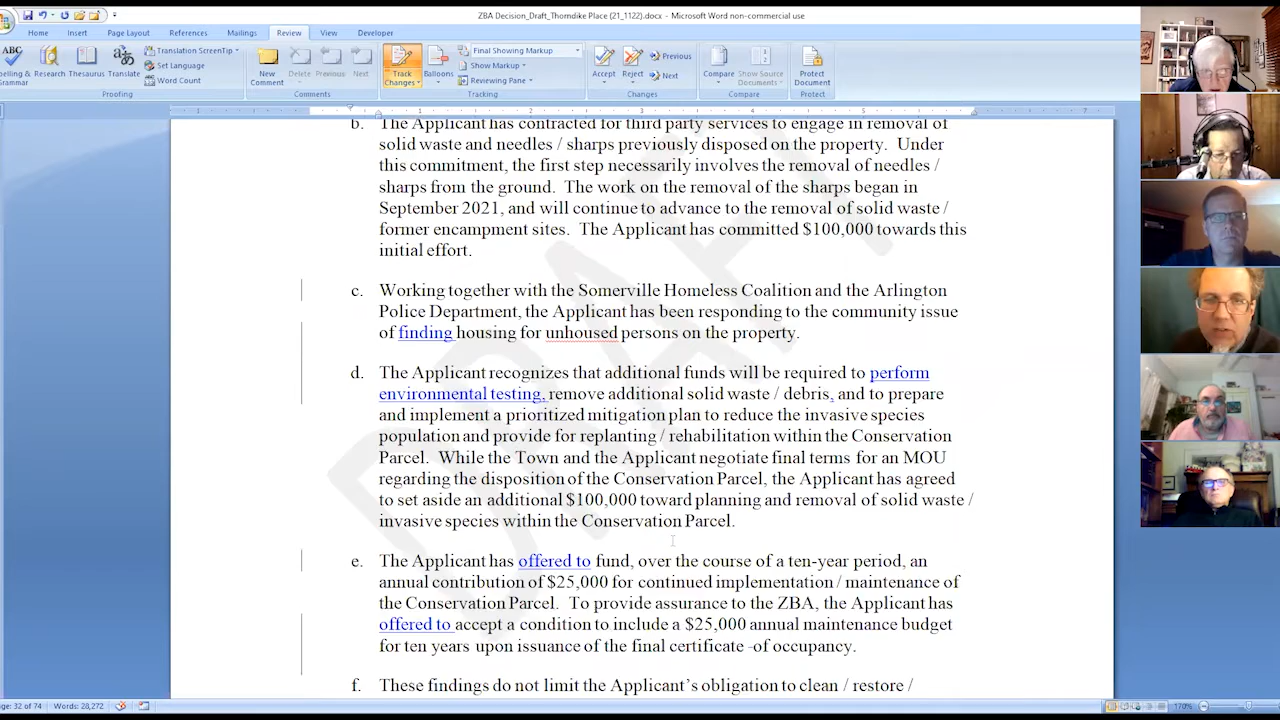 ZBA Decision_Draft_Thorndike Place (21_1122).docx - Microsoft Word non-commercial use
Home Insert Page Layout References Mailings Review View Developer
ABC
Spelling & Grammar
Research
Thesaurus
Translate
Translation ScreenTip
Set Language
Word Count
Proofing
New Comment
Delete
Previous
Next
Comments
Track Changes
Balloons
Final Showing Markup
Show Markup
Reviewing Pane
Tracking
Accept
Reject
Previous
Next
Changes
Compare
Show Source Documents
Compare
Protect Document
Protect
b. The Applicant has contracted for third party services to engage in removal of
solid waste and needles / sharps previously disposed on the property. Under
this commitment, the first step necessarily involves the removal of needles /
sharps from the ground. The work on the removal of the sharps began in
September 2021, and will continue to advance to the removal of solid waste /
former encampment sites. The Applicant has committed $100,000 towards this
initial effort.
c. Working together with the Somerville Homeless Coalition and the Arlington
Police Department, the Applicant has been responding to the community issue
of finding housing for unhoused persons on the property.
d. The Applicant recognizes that additional funds will be required to perform
environmental testing, remove additional solid waste / debris, and to prepare
and implement a prioritized mitigation plan to reduce the invasive species
population and provide for replanting / rehabilitation within the Conservation
Parcel. While the Town and the Applicant negotiate final terms for an MOU
regarding the disposition of the Conservation Parcel, the Applicant has agreed
to set aside an additional $100,000 toward planning and removal of solid waste /
invasive species within the Conservation Parcel.
e. The Applicant has offered to fund, over the course of a ten-year period, an
annual contribution of $25,000 for continued implementation / maintenance of
the Conservation Parcel. To provide assurance to the ZBA, the Applicant has
offered to accept a condition to include a $25,000 annual maintenance budget
for ten years upon issuance of the final certificate -of occupancy.
f. These findings do not limit the Applicant's obligation to clean / restore /
DRAFT
Page: 32 of 74 Words: 28,272 170%